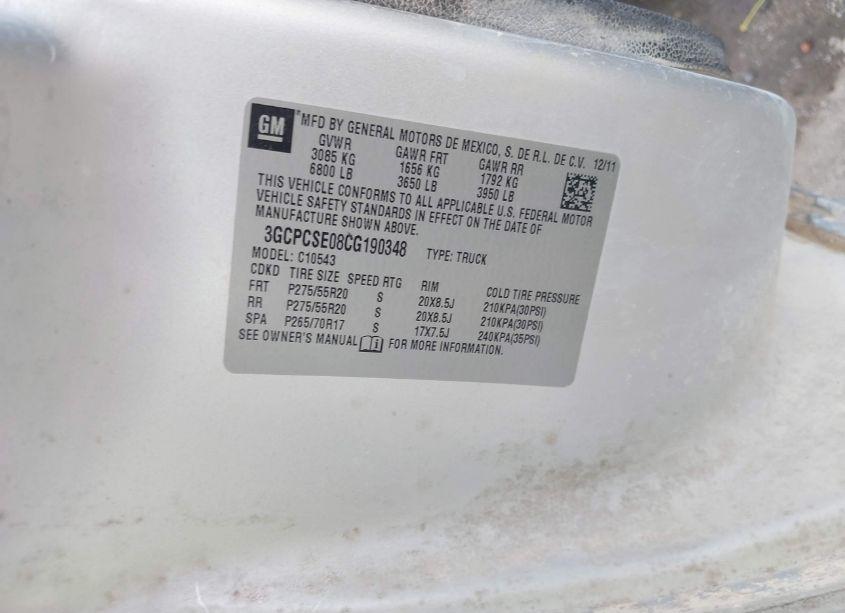 GM
*MFD BY GENERAL MOTORS DE MEXICO, S. DE R.L. DE C.V. 12/11
GVWR GAWR FRT GAWR RR
3085 KG 1656 KG 1792 KG
6800 LB 3650 LB 3950 LB
THIS VEHICLE CONFORMS TO ALL APPLICABLE U.S. FEDERAL MOTOR
VEHICLE SAFETY STANDARDS IN EFFECT ON THE DATE OF
MANUFACTURE SHOWN ABOVE.
3GCPCSE08CG190348 TYPE: TRUCK
MODEL: C10543
CDKD TIRE SIZE SPEED RTG RIM COLD TIRE PRESSURE
FRT P275/55R20 S 20X8.5J 210KPA(30PSI)
RR P275/55R20 S 20X8.5J 210KPA(30PSI)
SPA P265/70R17 S 17X7.5J 240KPA(35PSI)
SEE OWNER'S MANUAL FOR MORE INFORMATION.